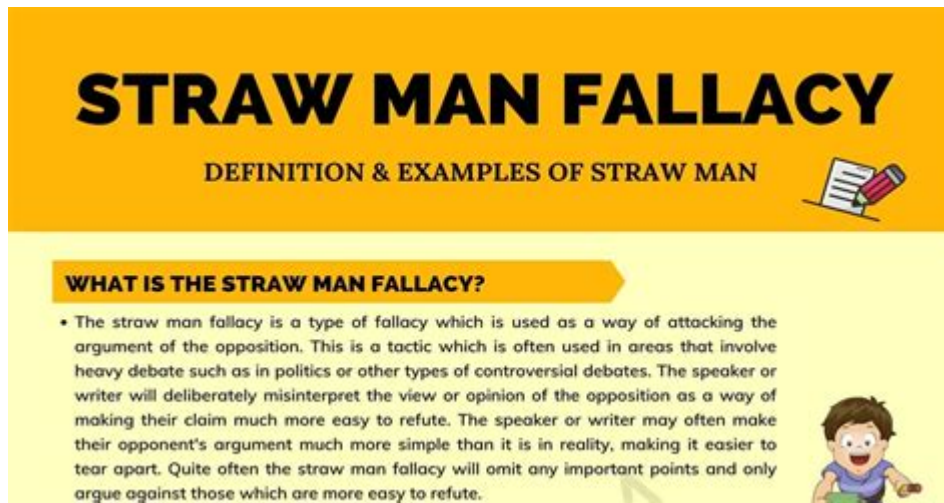 STRAW MAN FALLACY
DEFINITION & EXAMPLES OF STRAW MAN
WHAT IS THE STRAW MAN FALLACY?
• The straw man fallacy is a type of fallacy which is used as a way of attacking the
argument of the opposition. This is a tactic which is often used in areas that involve
heavy debate such as in politics or other types of controversial debates. The speaker or
writer will deliberately misinterpret the view or opinion of the opposition as a way of
making their claim much more easy to refute. The speaker or writer may often make
their opponent's argument much more simple than it is in reality, making it easier to
tear apart. Quite often the straw man fallacy will omit any important points and only
argue against those which are more easy to refute.